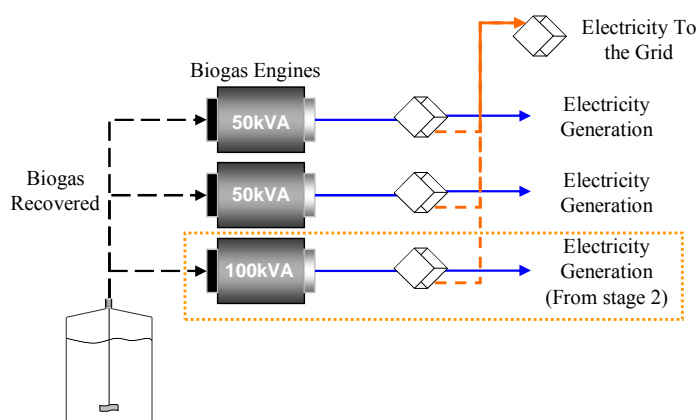 Electricity To
the Grid
Biogas Engines
50kVA
Electricity
Generation
Biogas
Recovered
50kVA
Electricity
Generation
100kVA
Electricity
Generation
(From stage 2)